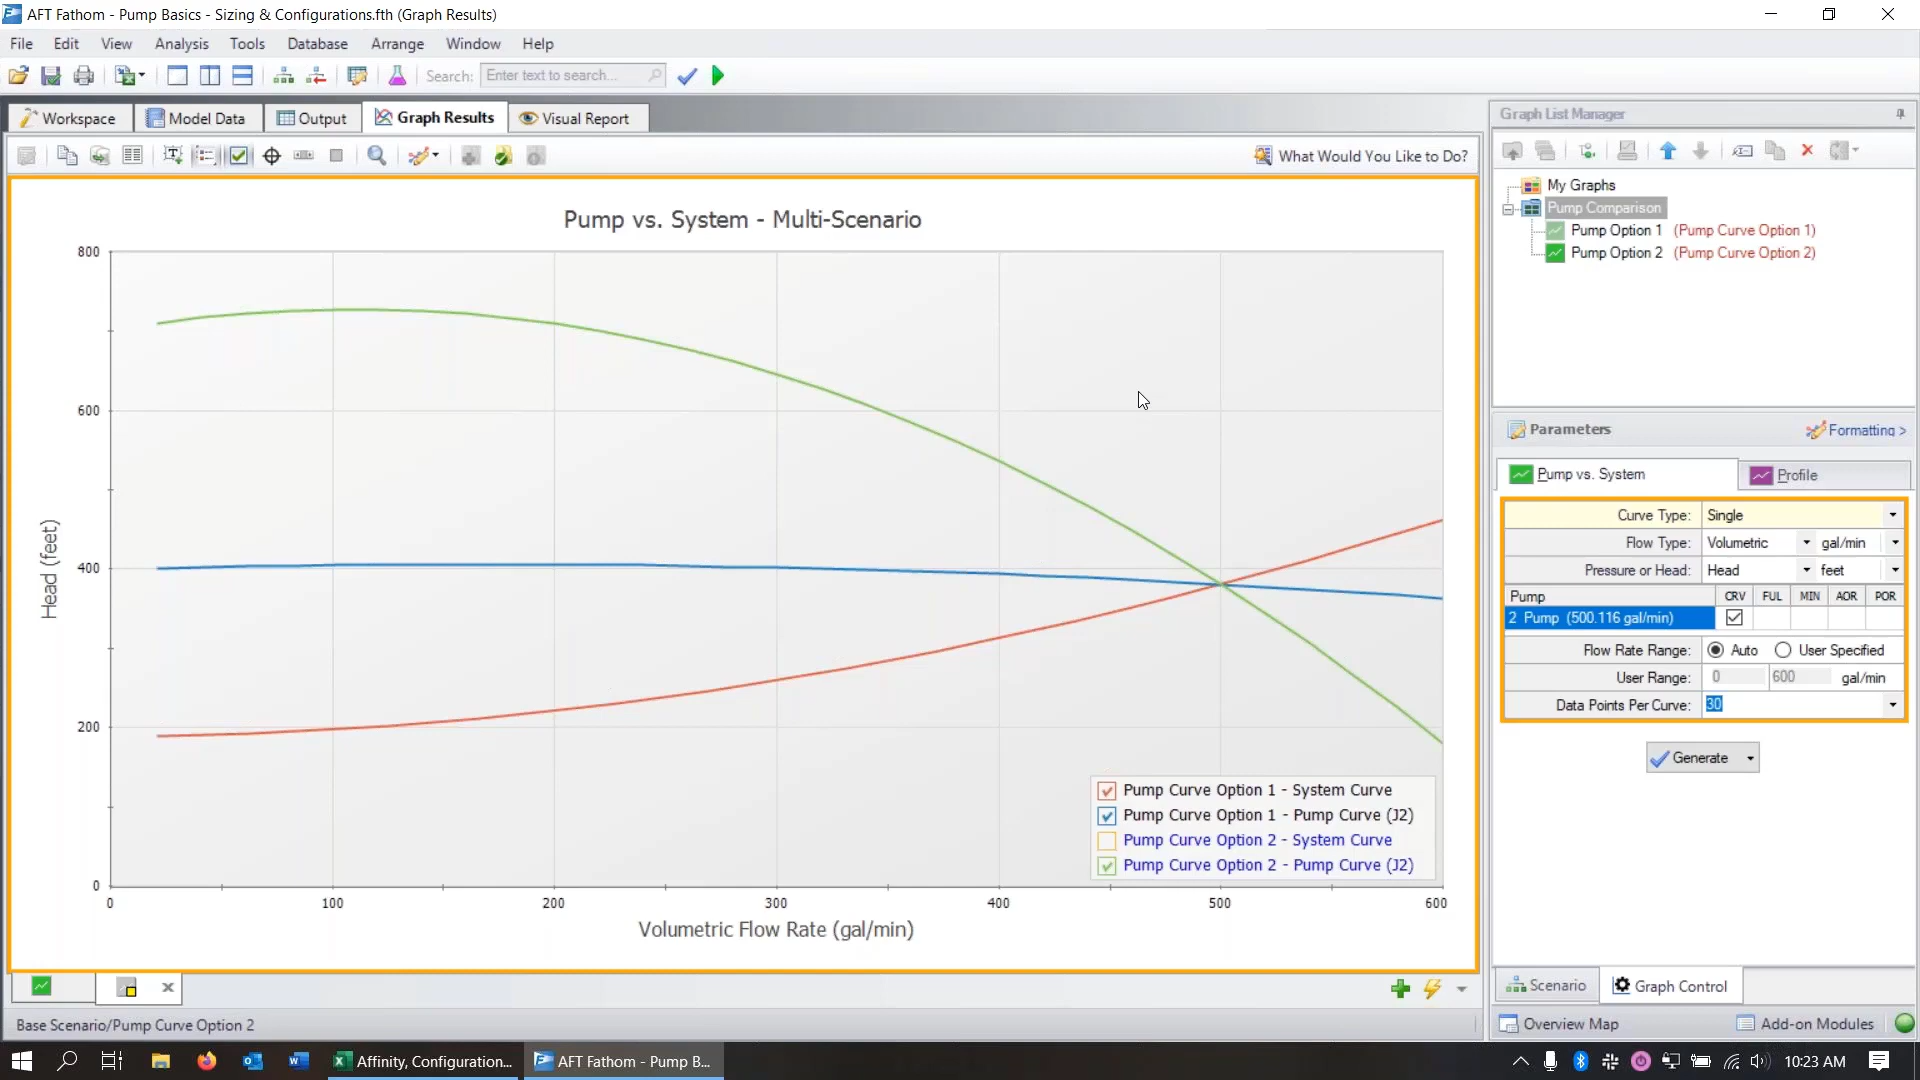 AFT Fathom - Pump Basics - Sizing & Configurations.fth (Graph Results)
File Edit View Analysis Tools Database Arrange Window Help
Search: Enter text to search...
Workspace Model Data Output Graph Results Visual Report
What Would You Like to Do?
Pump vs. System - Multi-Scenario
800
600
400
200
0
Head (feet)
0 100 200 300 400 500 600
Volumetric Flow Rate (gal/min)
Pump Curve Option 1 - System Curve
Pump Curve Option 1 - Pump Curve (J2)
Pump Curve Option 2 - System Curve
Pump Curve Option 2 - Pump Curve (J2)
Base Scenario/Pump Curve Option 2
Graph List Manager
My Graphs
Pump Comparison
Pump Option 1 (Pump Curve Option 1)
Pump Option 2 (Pump Curve Option 2)
Parameters Formatting >
Pump vs. System Profile
Curve Type: Single
Flow Type: Volumetric gal/min
Pressure or Head: Head feet
Pump CRV FUL MIN AOR POR
2 Pump (500.116 gal/min)
Flow Rate Range: Auto User Specified
User Range: 0 600 gal/min
Data Points Per Curve: 30
Generate
Scenario Graph Control
Overview Map Add-on Modules
Affinity, Configuration... AFT Fathom - Pump B... 10:23 AM